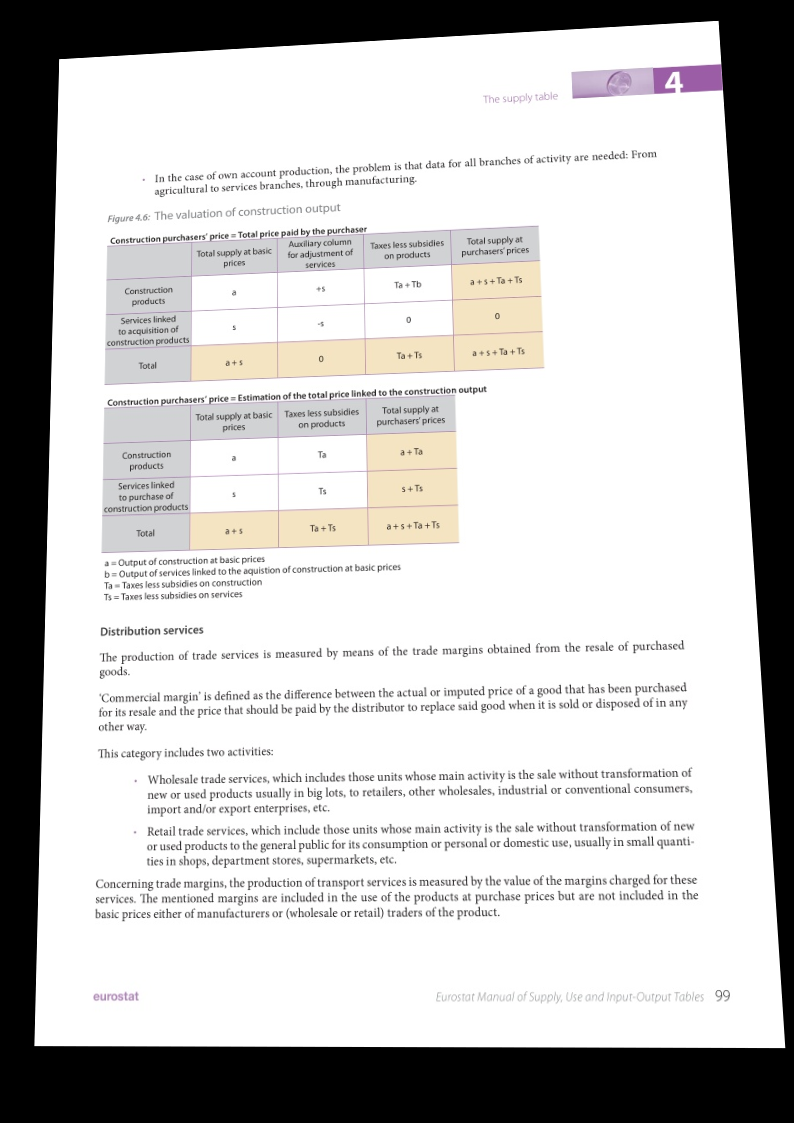 The supply table
4
· In the case of own account production, the problem is that data for all branches of activity are needed: From
agricultural to services branches, through manufacturing.
Figure 4.6: The valuation of construction output
Construction purchasers' price = Total price paid by the purchaser
Total supply at basic prices | Auxiliary column for adjustment of services | Taxes less subsidies on products | Total supply at purchasers' prices
Construction products | a | +s | Ta + Tb | a + s + Ta + Ts
Services linked to acquisition of construction products | s | -s | 0 | 0
Total | a + s | 0 | Ta + Ts | a + s + Ta + Ts
Construction purchasers' price = Estimation of the total price linked to the construction output
Total supply at basic prices | Taxes less subsidies on products | Total supply at purchasers' prices
Construction products | a | Ta | a + Ta
Services linked to purchase of construction products | s | Ts | s + Ts
Total | a + s | Ta + Ts | a + s + Ta + Ts
a = Output of construction at basic prices
b = Output of services linked to the aquistion of construction at basic prices
Ta = Taxes less subsidies on construction
Ts = Taxes less subsidies on services
Distribution services
The production of trade services is measured by means of the trade margins obtained from the resale of purchased
goods.
'Commercial margin' is defined as the difference between the actual or imputed price of a good that has been purchased
for its resale and the price that should be paid by the distributor to replace said good when it is sold or disposed of in any
other way.
This category includes two activities:
· Wholesale trade services, which includes those units whose main activity is the sale without transformation of
new or used products usually in big lots, to retailers, other wholesales, industrial or conventional consumers,
import and/or export enterprises, etc.
· Retail trade services, which include those units whose main activity is the sale without transformation of new
or used products to the general public for its consumption or personal or domestic use, usually in small quanti-
ties in shops, department stores, supermarkets, etc.
Concerning trade margins, the production of transport services is measured by the value of the margins charged for these
services. The mentioned margins are included in the use of the products at purchase prices but are not included in the
basic prices either of manufacturers or (wholesale or retail) traders of the product.
eurostat
Eurostat Manual of Supply, Use and Input-Output Tables 99